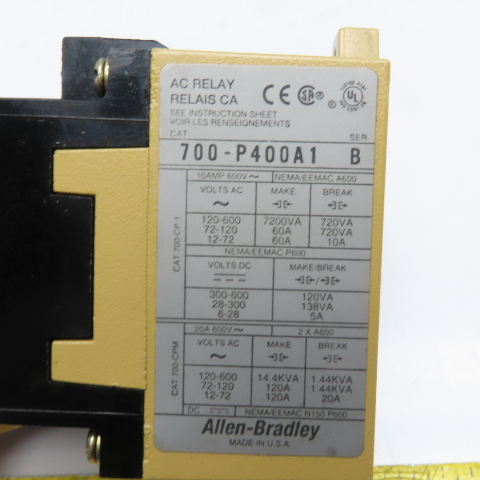 AC RELAY
RELAIS CA
CE SA UL
SEE INSTRUCTION SHEET
VOIR LES RENSEIGNEMENTS
CAT SER
700-P400A1 B
10AMP 600V~ NEMA/EEMAC A600
VOLTS AC MAKE BREAK
CAT 700-CP 1
120-600 7200VA 720VA
72-120 60A 720VA
12-72 60A 10A
NEMA/EEMAC P600
VOLTS DC MAKE/BREAK
300-600 120VA
28-300 138VA
6-28 5A
20A 600V~ 2 X A600
VOLTS AC MAKE BREAK
CAT 700-CPM
120-600 14.4KVA 1.44KVA
72-120 120A 1.44KVA
12-72 120A 20A
DC NEMA/EEMAC N150 P600
Allen-Bradley
MADE IN U.S.A.